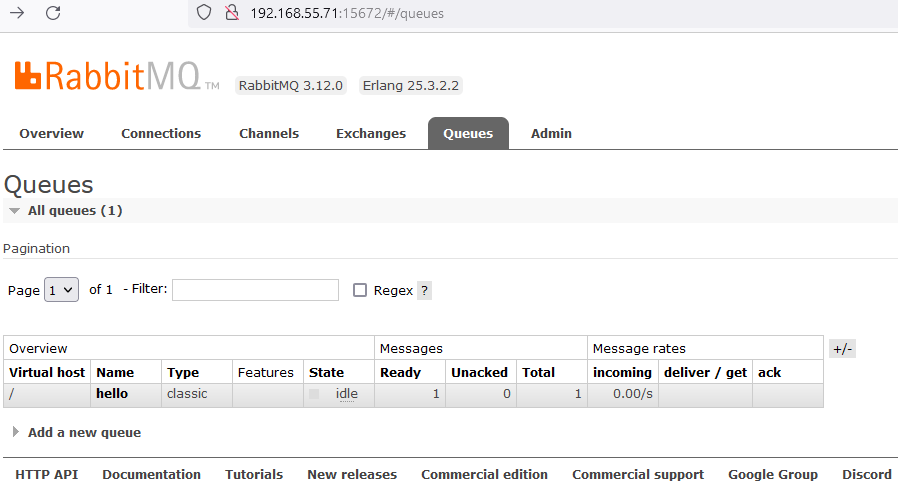 192.168.55.71:15672/#/queues
RabbitMQ TM RabbitMQ 3.12.0 Erlang 25.3.2.2
Overview Connections Channels Exchanges Queues Admin
Queues
All queues (1)
Pagination
Page 1 of 1 - Filter: Regex ?
Overview Messages Message rates +/-
Virtual host Name Type Features State Ready Unacked Total incoming deliver / get ack
/ hello classic idle 1 0 1 0.00/s
Add a new queue
HTTP API Documentation Tutorials New releases Commercial edition Commercial support Google Group Discord